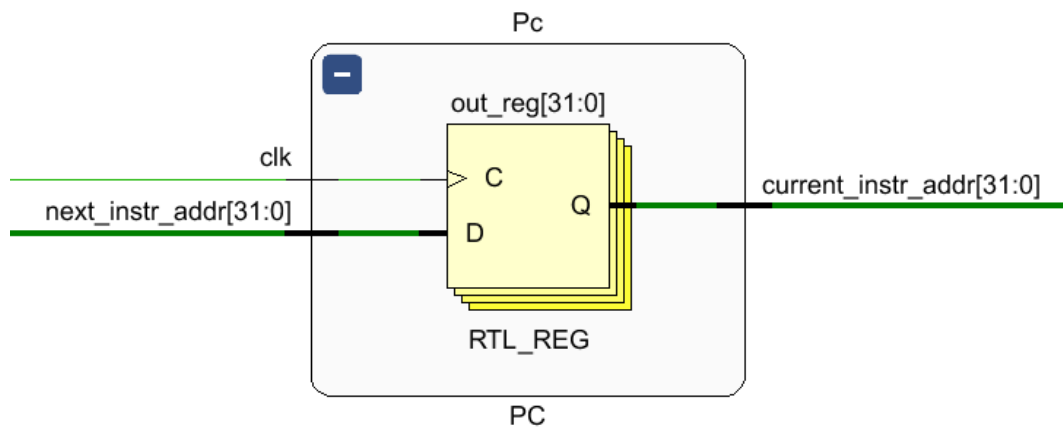 Pc
out_reg[31:0]
clk
C
current_instr_addr[31:0]
next_instr_addr[31:0]
Q
D
RTL_REG
PC